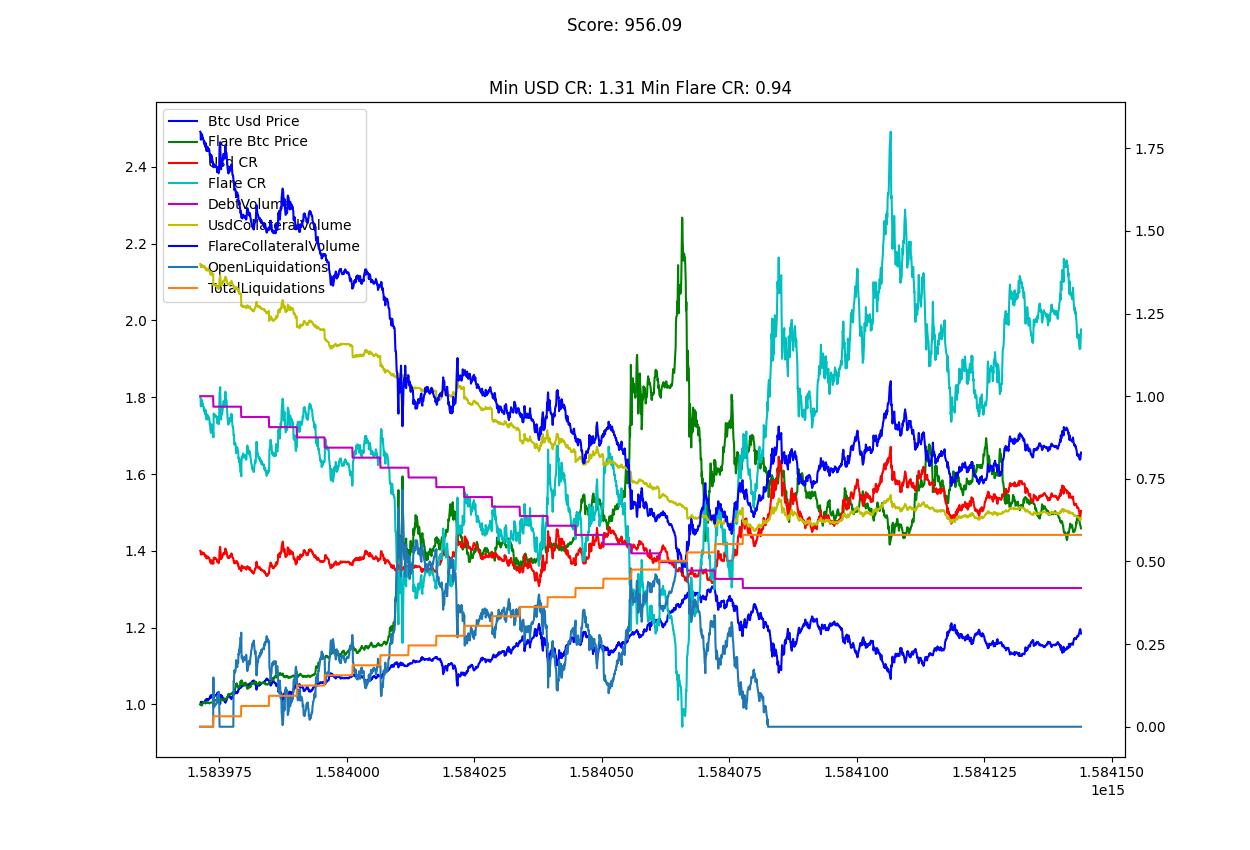 Score: 956.09
Min USD CR: 1.31 Min Flare CR: 0.94
Btc Usd Price
Flare Btc Price
Usd CR
Flare CR
DebtVolume
UsdCollateralVolume
FlareCollateralVolume
OpenLiquidations
TotalLiquidations
2.4
2.2
2.0
1.8
1.6
1.4
1.2
1.0
1.75
1.50
1.25
1.00
0.75
0.50
0.25
0.00
1.583975
1.584000
1.584025
1.584050
1.584075
1.584100
1.584125
1.584150
1e15